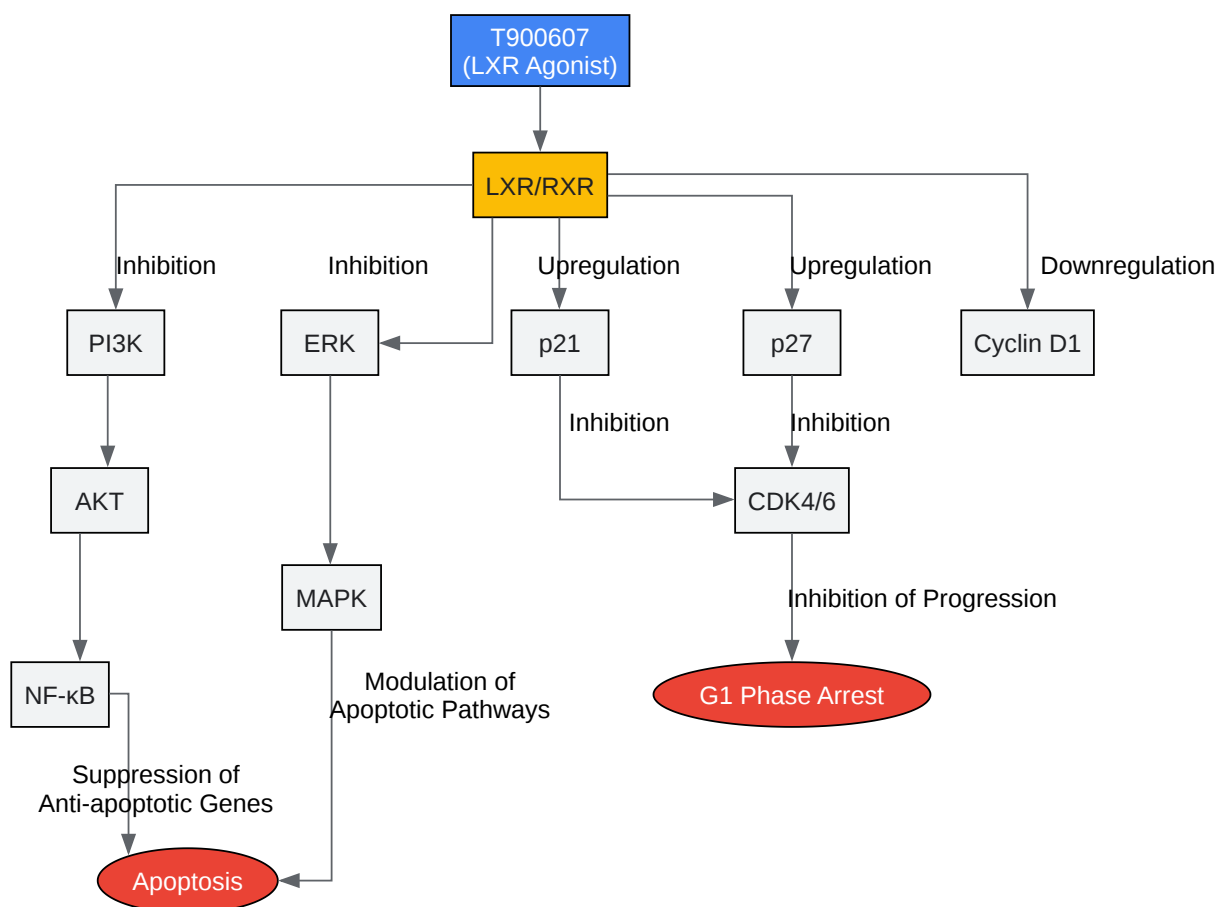 T900607
(LXR Agonist)
LXR/RXR
Inhibition
Inhibition
Upregulation
Upregulation
Downregulation
PI3K
ERK
p21
p27
Cyclin D1
Inhibition
Inhibition
AKT
CDK4/6
MAPK
Inhibition of Progression
NF-κB
Modulation of
Apoptotic Pathways
G1 Phase Arrest
Suppression of
Anti-apoptotic Genes
Apoptosis